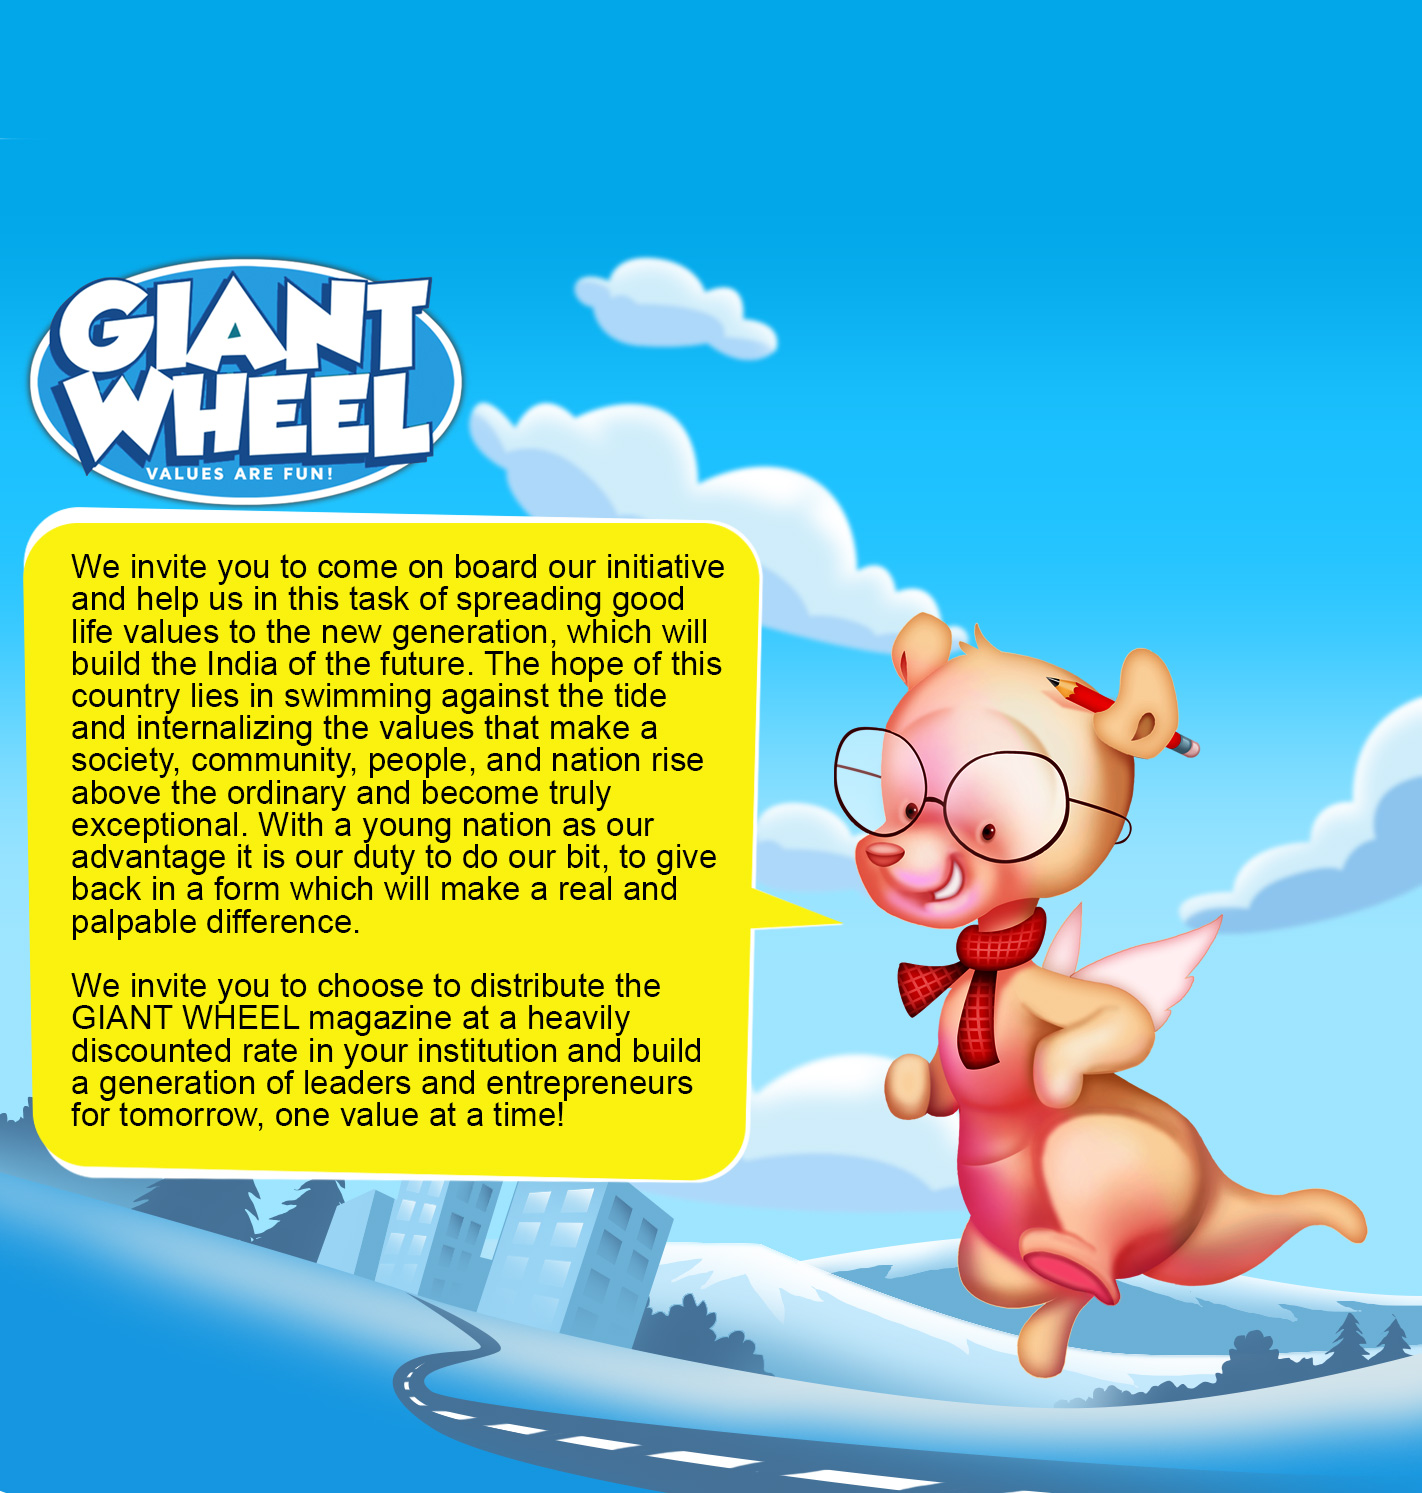 GIANT
WHEEL
VALUES ARE FUN!
We invite you to come on board our initiative
and help us in this task of spreading good
life values to the new generation, which will
build the India of the future. The hope of this
country lies in swimming against the tide
and internalizing the values that make a
society, community, people, and nation rise
above the ordinary and become truly
exceptional. With a young nation as our
advantage it is our duty to do our bit, to give
back in a form which will make a real and
palpable difference.
We invite you to choose to distribute the
GIANT WHEEL magazine at a heavily
discounted rate in your institution and build
a generation of leaders and entrepreneurs
for tomorrow, one value at a time!